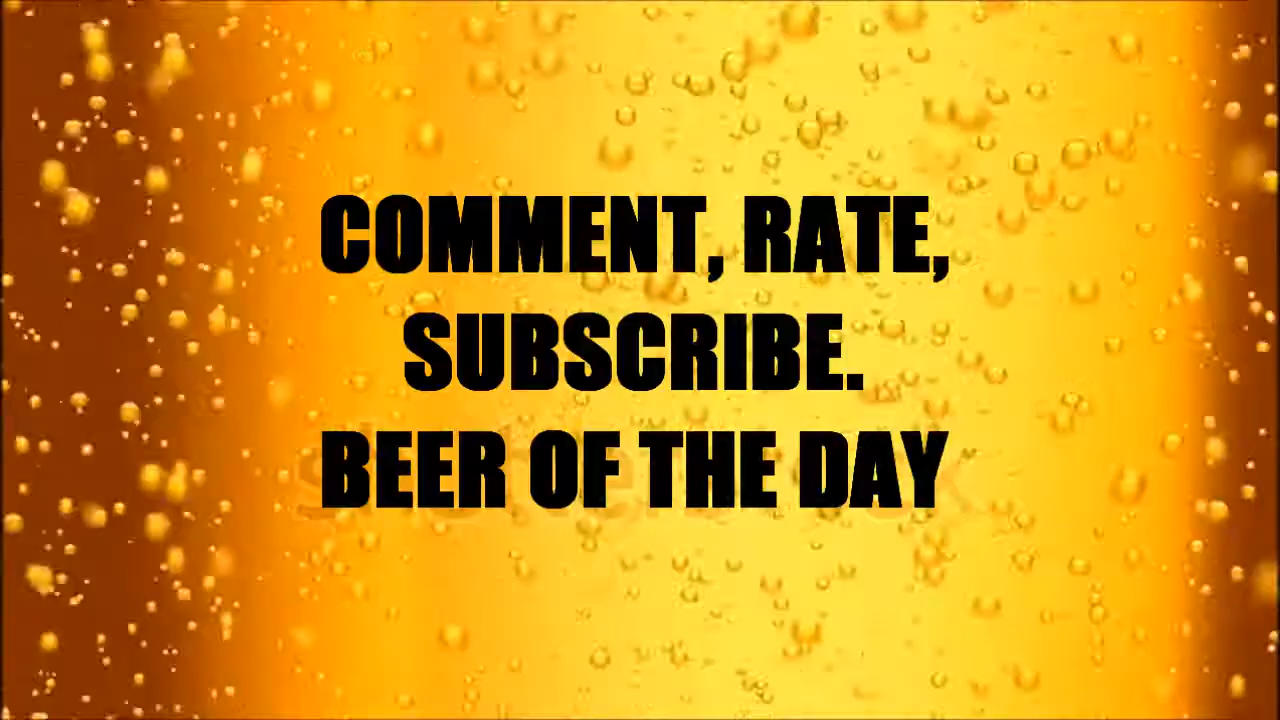 COMMENT, RATE,
SUBSCRIBE.
BEER OF THE DAY